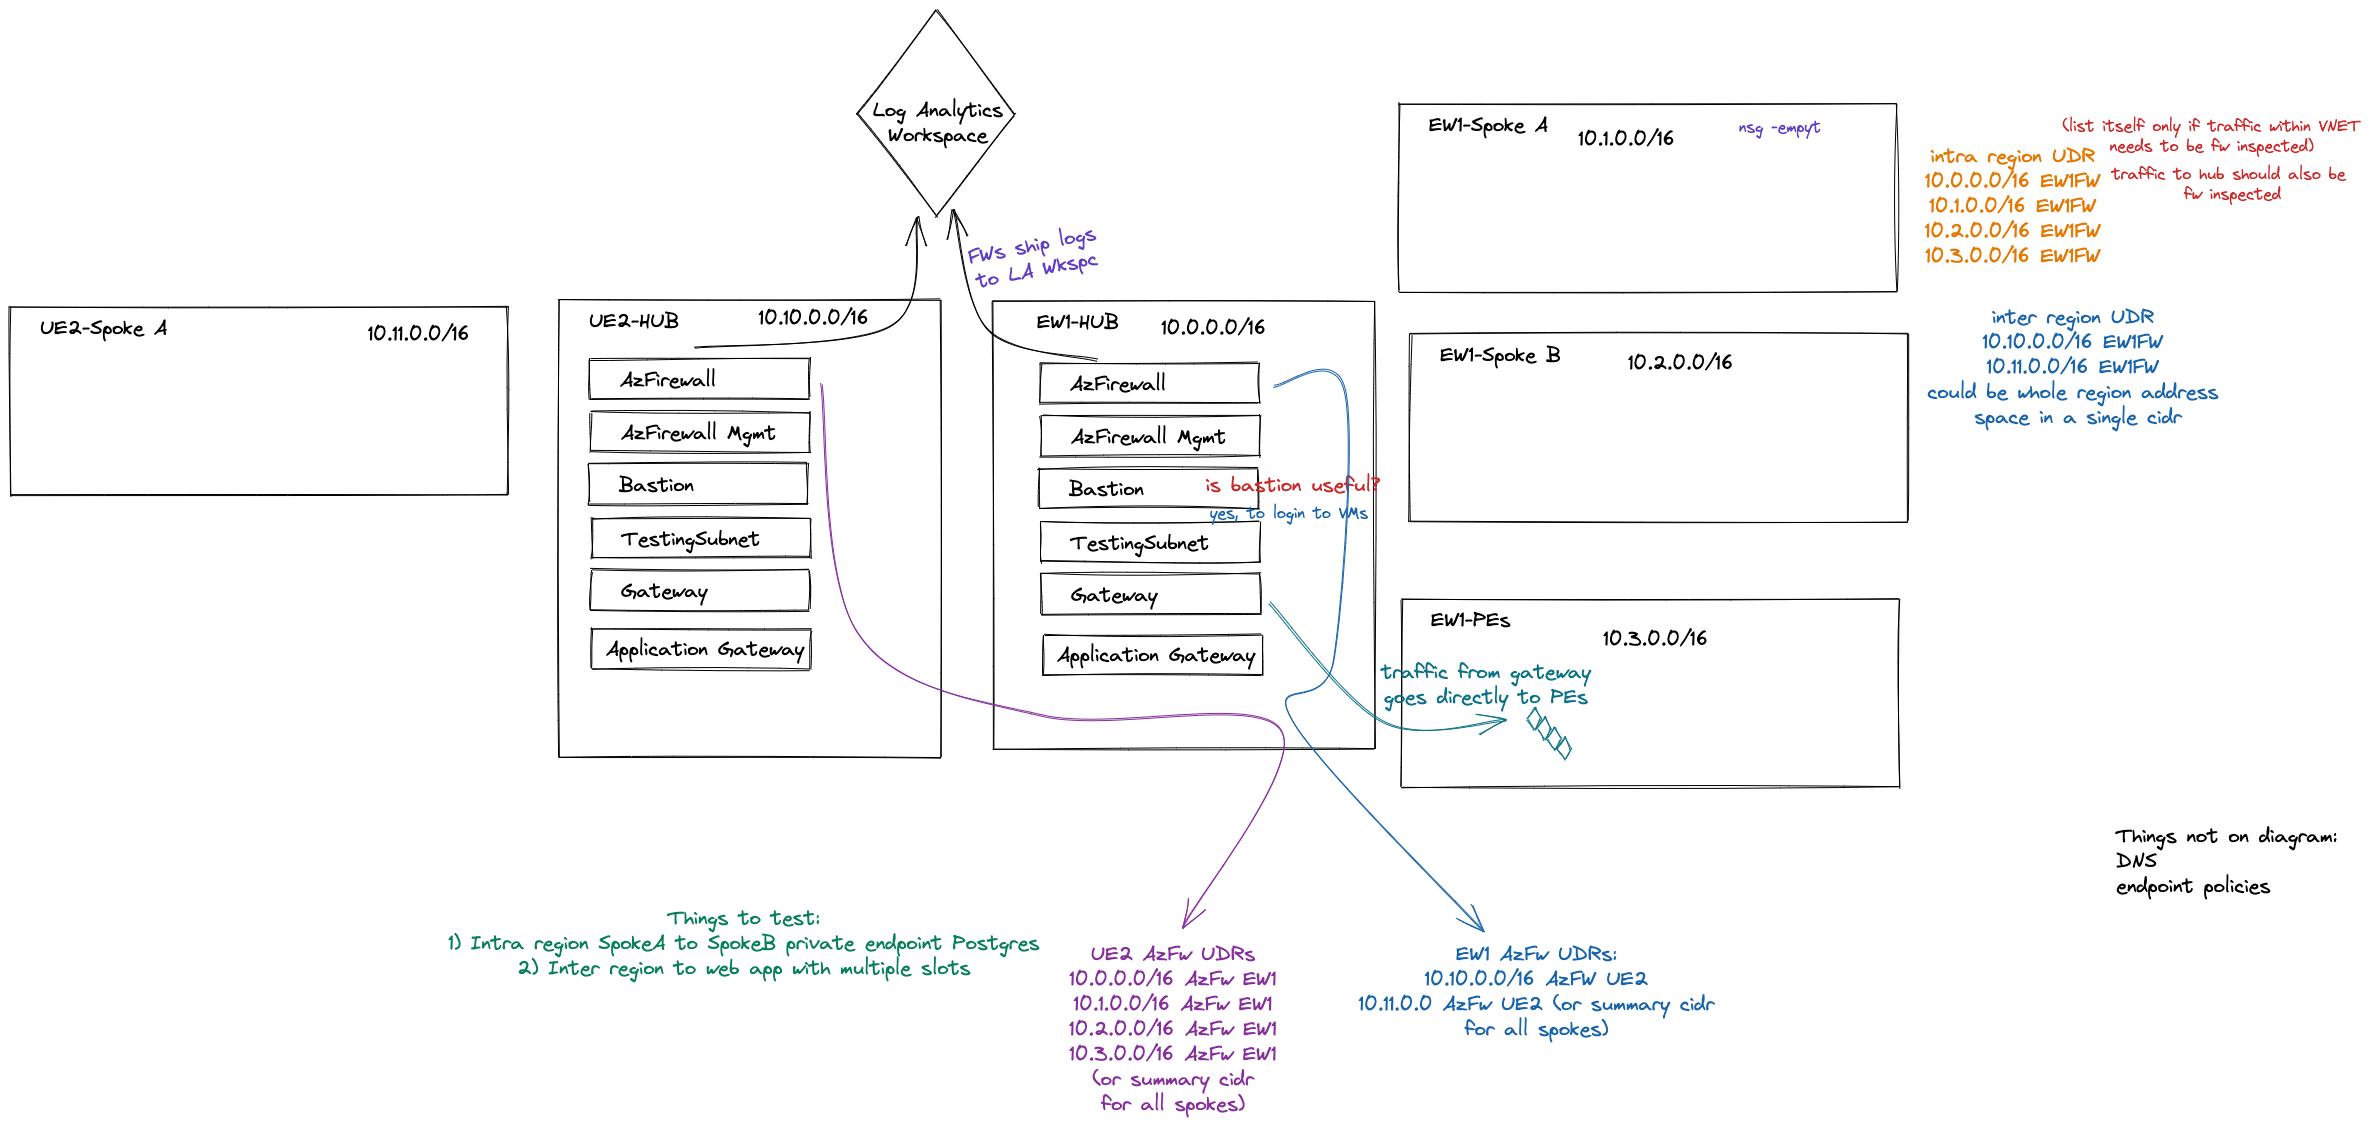 Log Analytics
Workspace
FWs ship logs
to LA Wkspc
UE2-Spoke A
10.11.0.0/16
UE2-HUB
10.10.0.0/16
AzFirewall
AzFirewall Mgmt
Bastion
TestingSubnet
Gateway
Application Gateway
EW1-HUB
10.0.0.0/16
AzFirewall
AzFirewall Mgmt
Bastion
is bastion useful?
yes, to login to VMs
TestingSubnet
Gateway
Application Gateway
EW1-Spoke A
10.1.0.0/16
nsg -empyt
(list itself only if traffic within VNET
needs to be fw inspected)
traffic to hub should also be
fw inspected
intra region UDR
10.0.0.0/16 EW1FW
10.1.0.0/16 EW1FW
10.2.0.0/16 EW1FW
10.3.0.0/16 EW1FW
EW1-Spoke B
10.2.0.0/16
inter region UDR
10.10.0.0/16 EW1FW
10.11.0.0/16 EW1FW
could be whole region address
space in a single cidr
EW1-PEs
10.3.0.0/16
traffic from gateway
goes directly to PEs
Things not on diagram:
DNS
endpoint policies
Things to test:
1) Intra region SpokeA to SpokeB private endpoint Postgres
2) Inter region to web app with multiple slots
UE2 AzFw UDRs
10.0.0.0/16 AzFw EW1
10.1.0.0/16 AzFw EW1
10.2.0.0/16 AzFw EW1
10.3.0.0/16 AzFw EW1
(or summary cidr
for all spokes)
EW1 AzFw UDRs:
10.10.0.0/16 AzFW UE2
10.11.0.0 AzFw UE2 (or summary cidr
for all spokes)